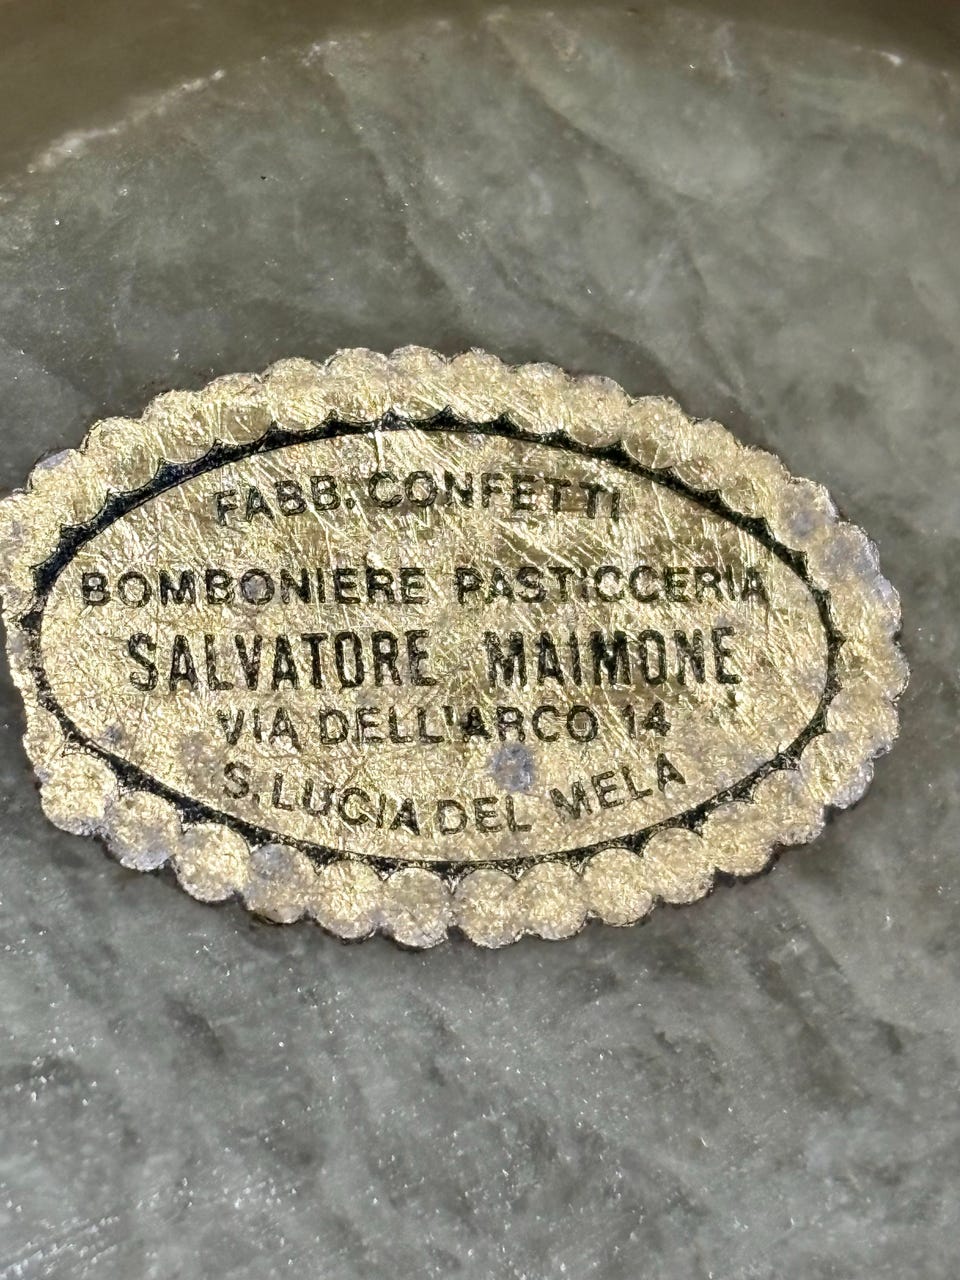 FABB. CONFETTI
BOMBONIERE PASTICCERIA
SALVATORE MAIMONE
VIA DELL'ARCO 14
S. LUCIA DEL MELA